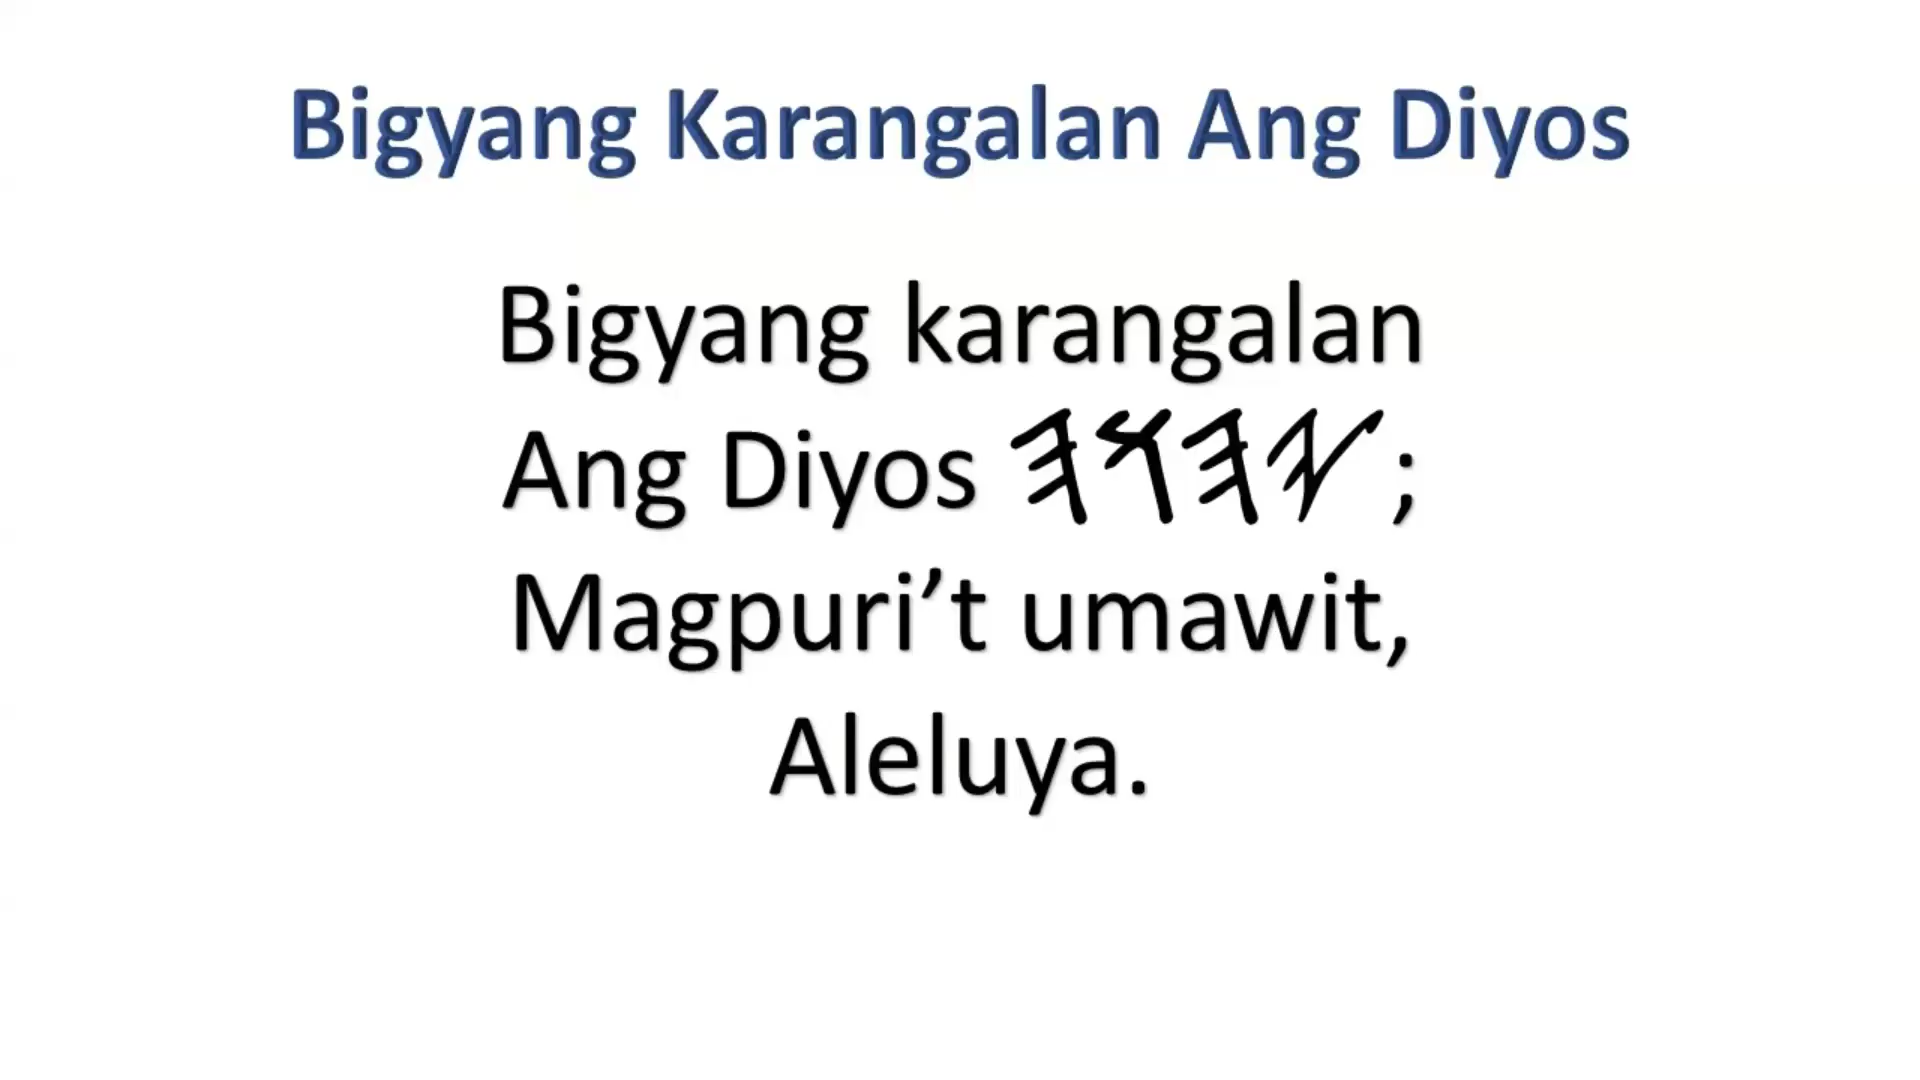 Bigyang Karangalan Ang Diyos
Bigyang karangalan
Ang Diyos 𐤉𐤄𐤅𐤄 ;
Magpuri’t umawit,
Aleluya.